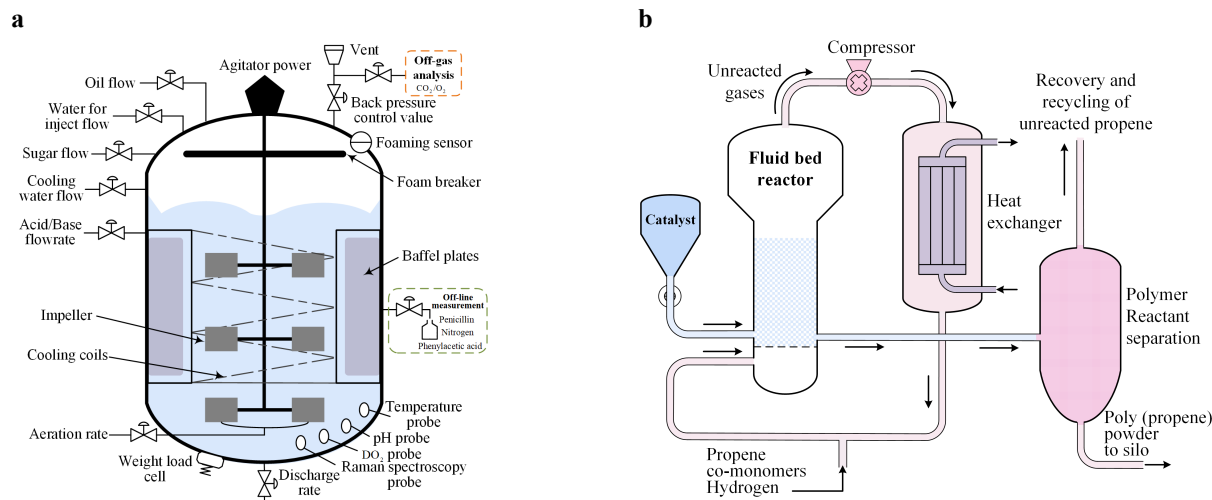 a
Vent
Agitator power
Off-gas
analysis
CO₂/O₂
Oil flow
Back pressure
control value
Water for
inject flow
Foaming sensor
Sugar flow
Foam breaker
Cooling
water flow
Acid/Base
flowrate
Baffel plates
Off-line
measurement
Penicillin
Nitrogen
Phenylacetic acid
Impeller
Cooling coils
Temperature
probe
pH probe
DO₂ probe
Raman spectroscopy
probe
Aeration rate
Weight load
cell
Discharge
rate
b
Compressor
Unreacted
gases
Recovery and
recycling of
unreacted propene
Fluid bed
reactor
Catalyst
Heat
exchanger
Polymer
Reactant
separation
Poly (propene)
powder
to silo
Propene
co-monomers
Hydrogen